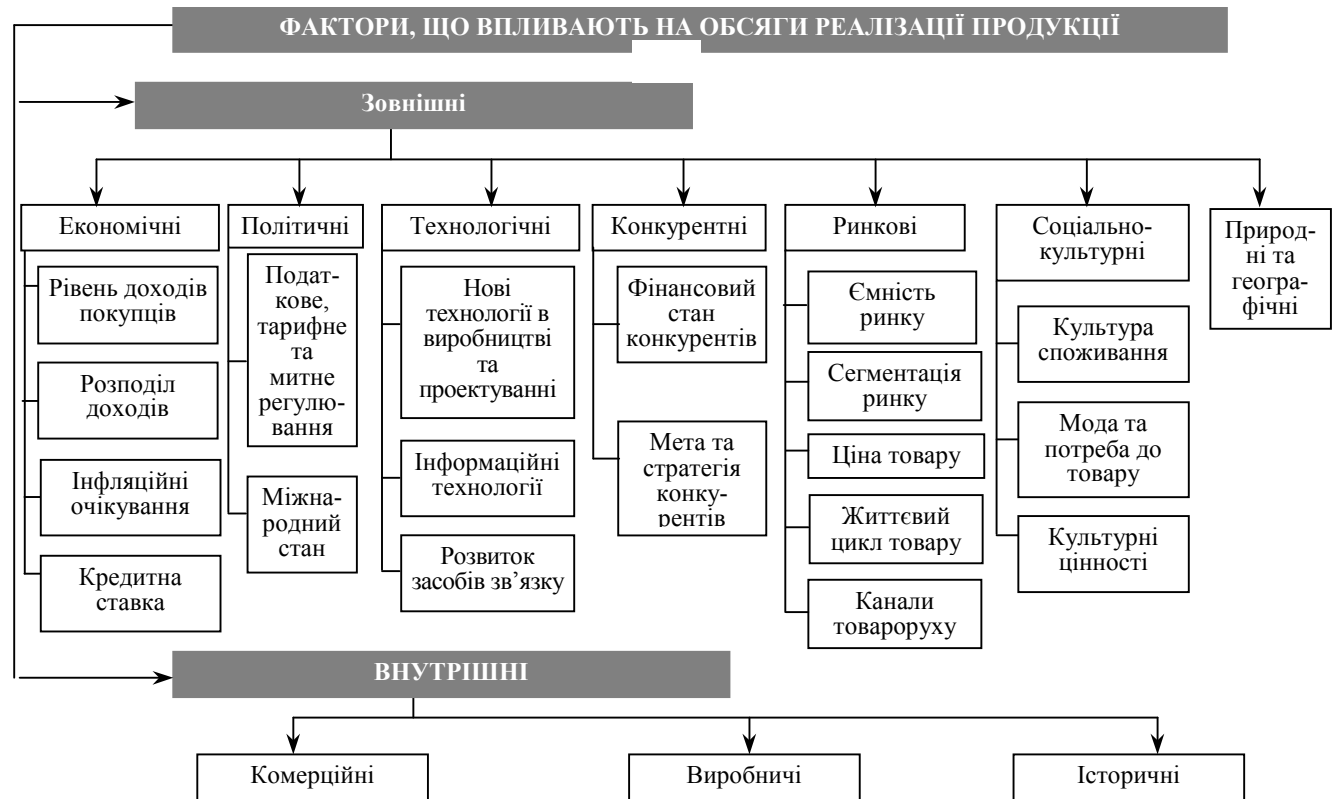 ФАКТОРИ, ЩО ВПЛИВАЮТЬ НА ОБСЯГИ РЕАЛІЗАЦІЇ ПРОДУКЦІЇ
Зовнішні
Економічні
Рівень доходів
покупців
Розподіл
доходів
Інфляційні
очікування
Кредитна
ставка
Політичні
Подат-
кове,
тарифне
та
митне
регулю-
вання
Міжна-
родний
стан
Технологічні
Нові
технології в
виробництві
та
проектуванні
Інформаційні
технології
Розвиток
засобів зв’язку
Конкурентні
Фінансовий
стан
конкурентів
Мета та
стратегія
конку-
рентів
Ринкові
Ємність
ринку
Сегментація
ринку
Ціна товару
Життєвий
цикл товару
Канали
товароруху
Соціально-
культурні
Культура
споживання
Мода та
потреба до
товару
Культурні
цінності
Природ-
ні та
геогра-
фічні
ВНУТРІШНІ
Комерційні
Виробничі
Історичні